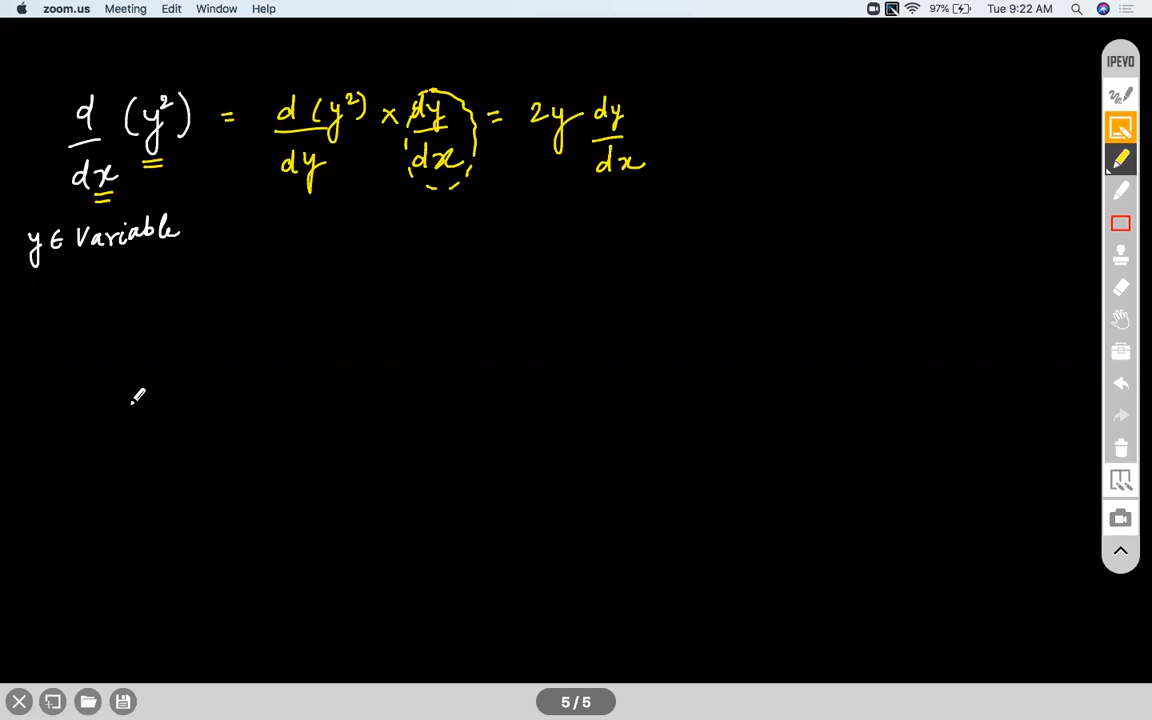 zoom.us Meeting Edit Window Help 97% Tue 9:22 AM
IPEVO
d/dx (y²) = d(y²)/dy × dy/dx = 2y dy/dx
y ∈ Variable
5 / 5